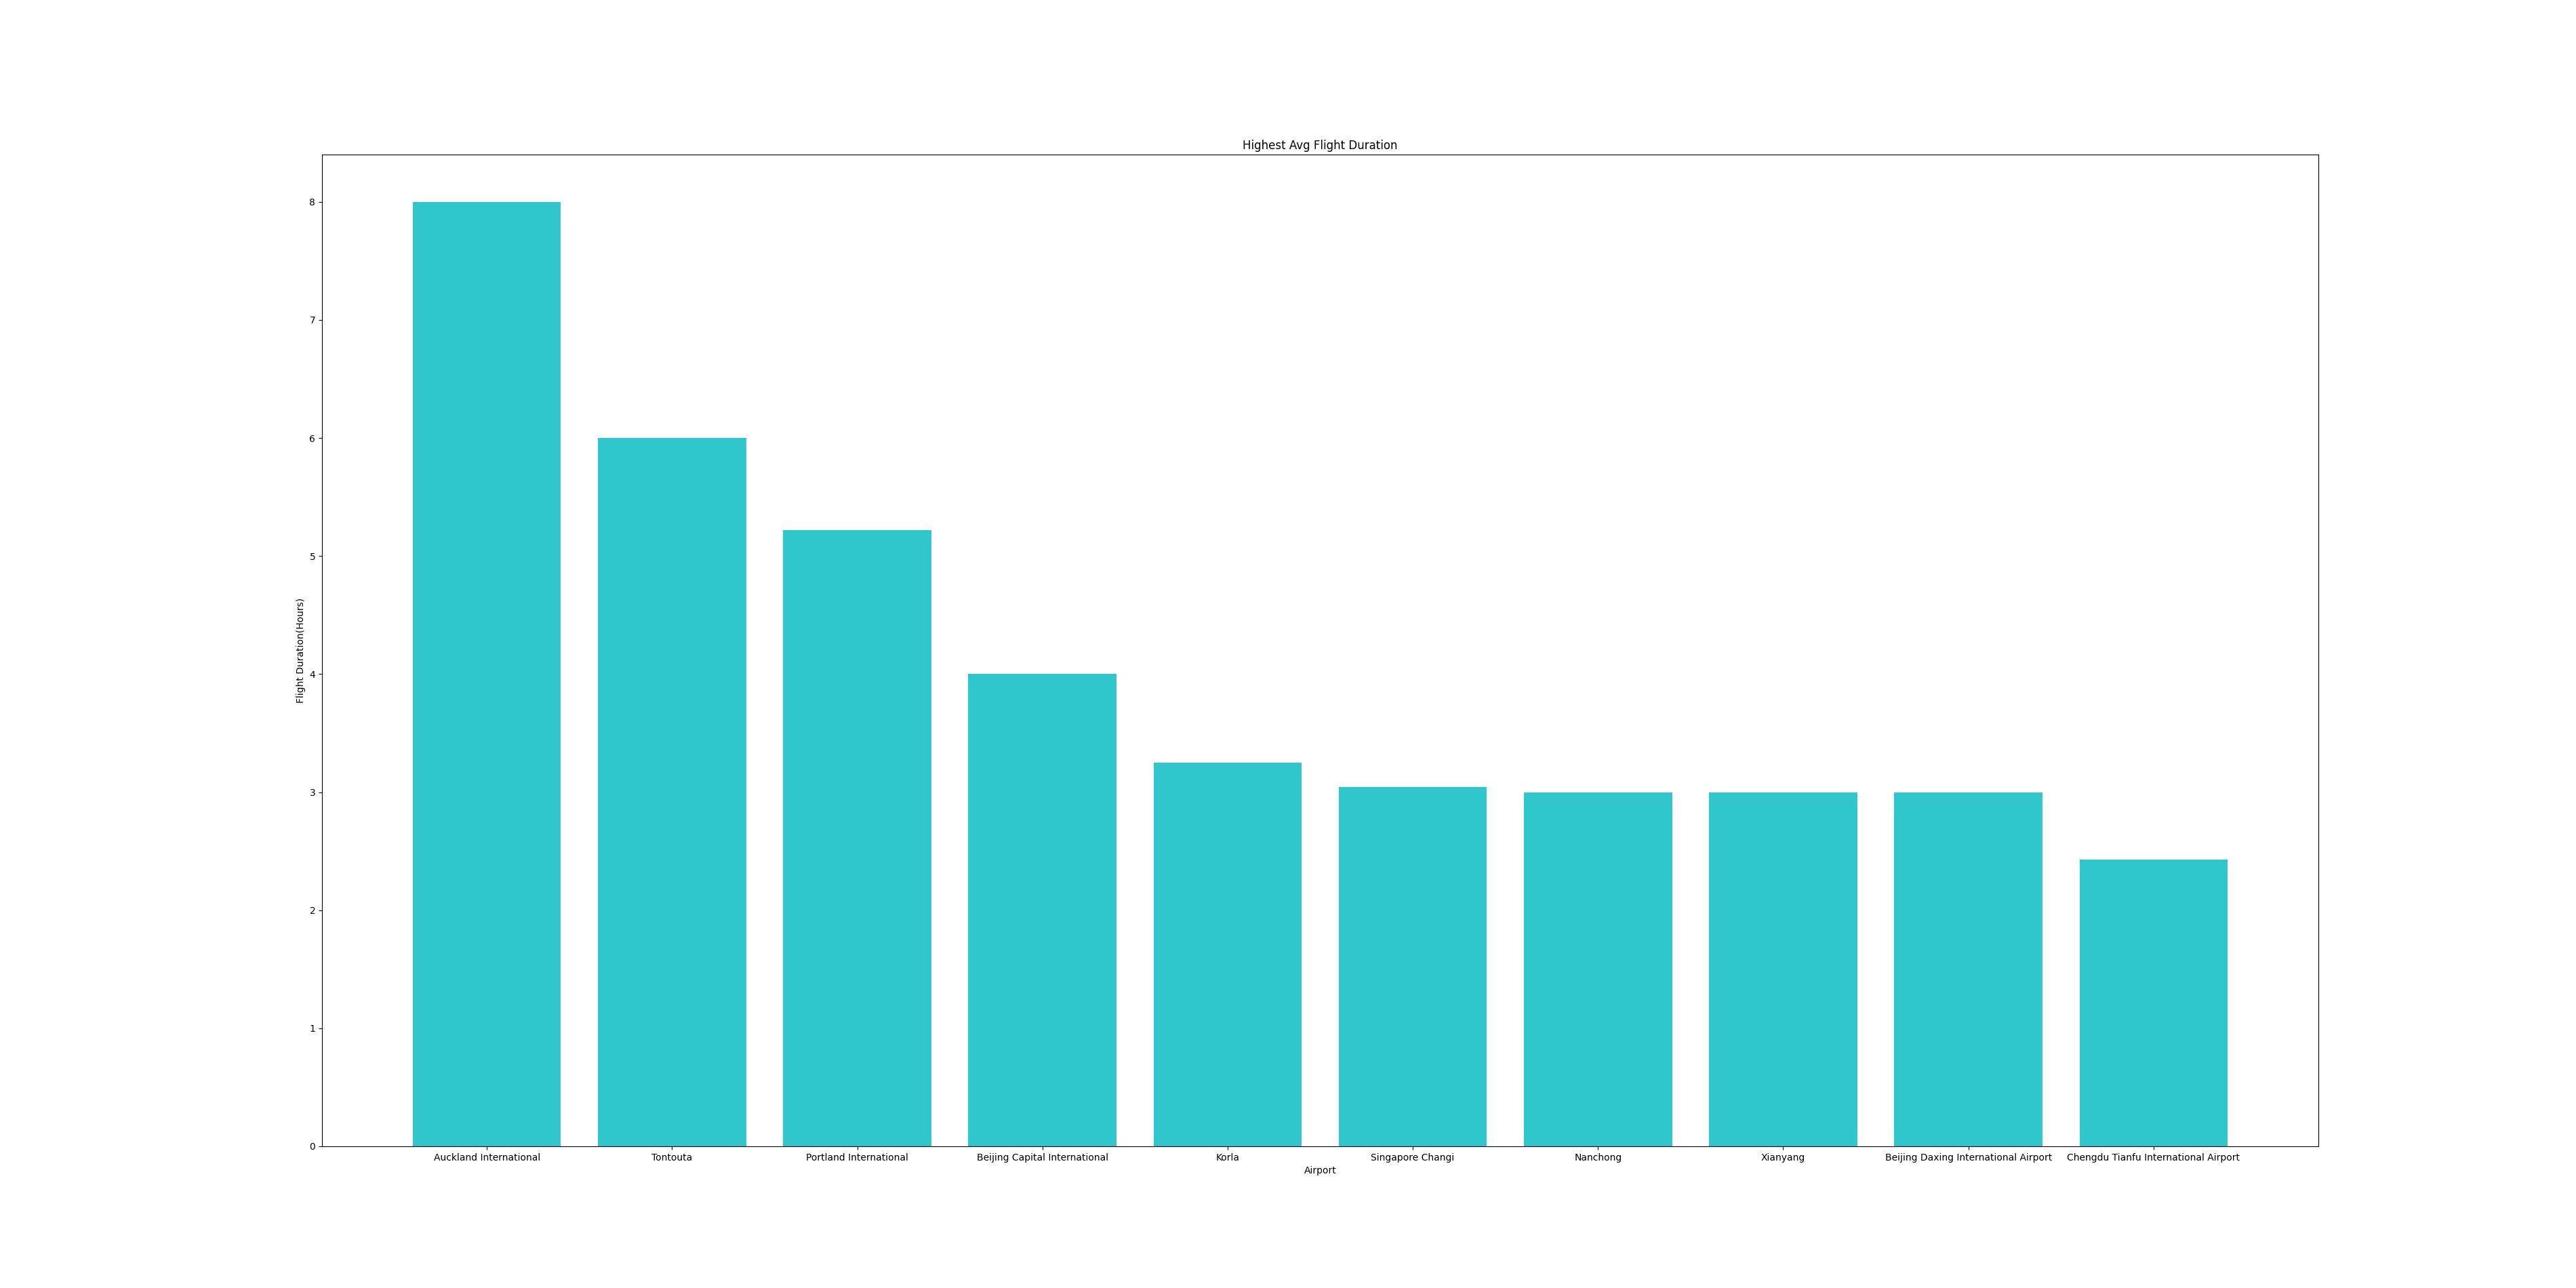 Highest Avg Flight Duration
8
7
6
5
4
3
2
1
0
Flight Duration(Hours)
Auckland International
Tontouta
Portland International
Beijing Capital International
Korla
Singapore Changi
Nanchong
Xianyang
Beijing Daxing International Airport
Chengdu Tianfu International Airport
Airport